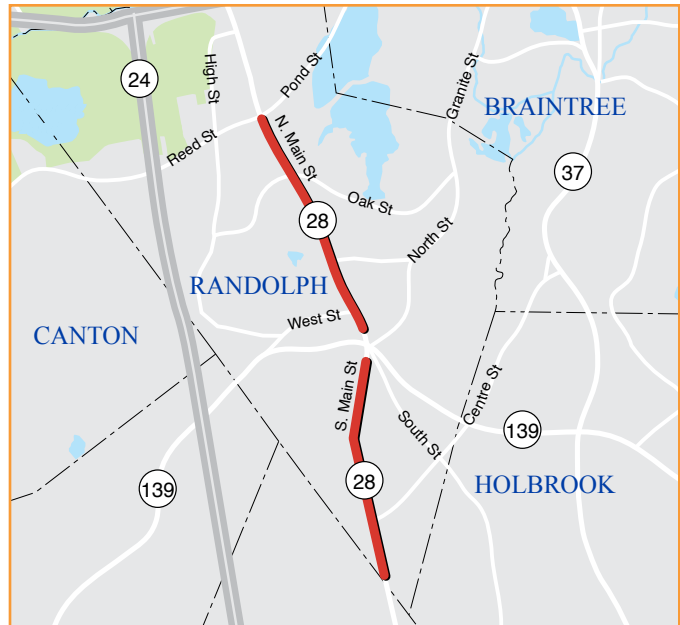 24
High St
Pond St
Granite St
BRAINTREE
Reed St
N. Main St
37
Oak St
28
North St
RANDOLPH
West St
CANTON
S. Main St
South St
Centre St
139
28
139
HOLBROOK